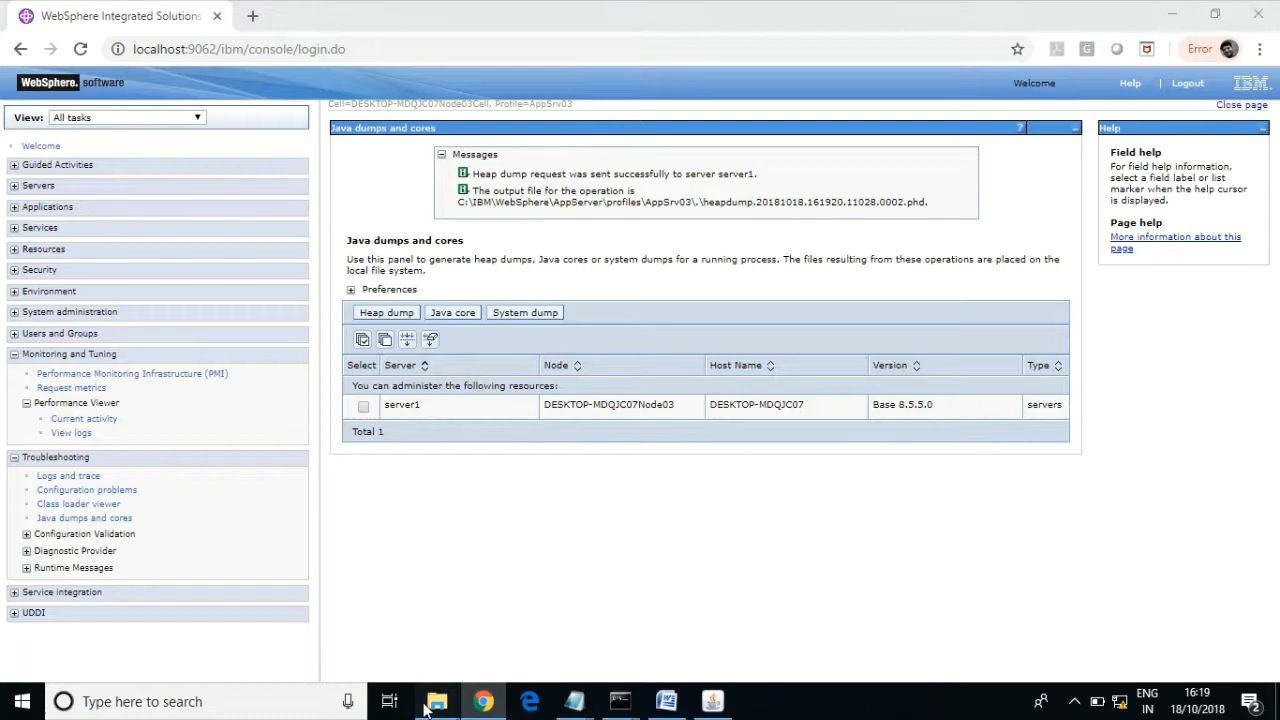 WebSphere Integrated Solutions
localhost:9062/ibm/console/login.do
Error
WebSphere. software
Welcome
Help
Logout
IBM.
View: All tasks
Welcome
Guided Activities
Servers
Applications
Services
Resources
Security
Environment
System administration
Users and Groups
Monitoring and Tuning
Performance Monitoring Infrastructure (PMI)
Request metrics
Performance Viewer
Current activity
View logs
Troubleshooting
Logs and trace
Configuration problems
Class loader viewer
Java dumps and cores
Configuration Validation
Diagnostic Provider
Runtime Messages
Service integration
UDDI
Cell=DESKTOP-MDQJC07Node03Cell, Profile=AppSrv03
Close page
Java dumps and cores
?
Messages
Heap dump request was sent successfully to server server1.
The output file for the operation is
C:\IBM\WebSphere\AppServer\profiles\AppSrv03\.\heapdump.20181018.161920.11028.0002.phd.
Java dumps and cores
Use this panel to generate heap dumps, Java cores or system dumps for a running process. The files resulting from these operations are placed on the
local file system.
Preferences
Heap dump Java core System dump
Select Server Node Host Name Version Type
You can administer the following resources:
server1 DESKTOP-MDQJC07Node03 DESKTOP-MDQJC07 Base 8.5.5.0 servers
Total 1
Help
Field help
For field help information,
select a field label or list
marker when the help cursor
is displayed.
Page help
More information about this
page
Type here to search
ENG
IN
16:19
18/10/2018
2